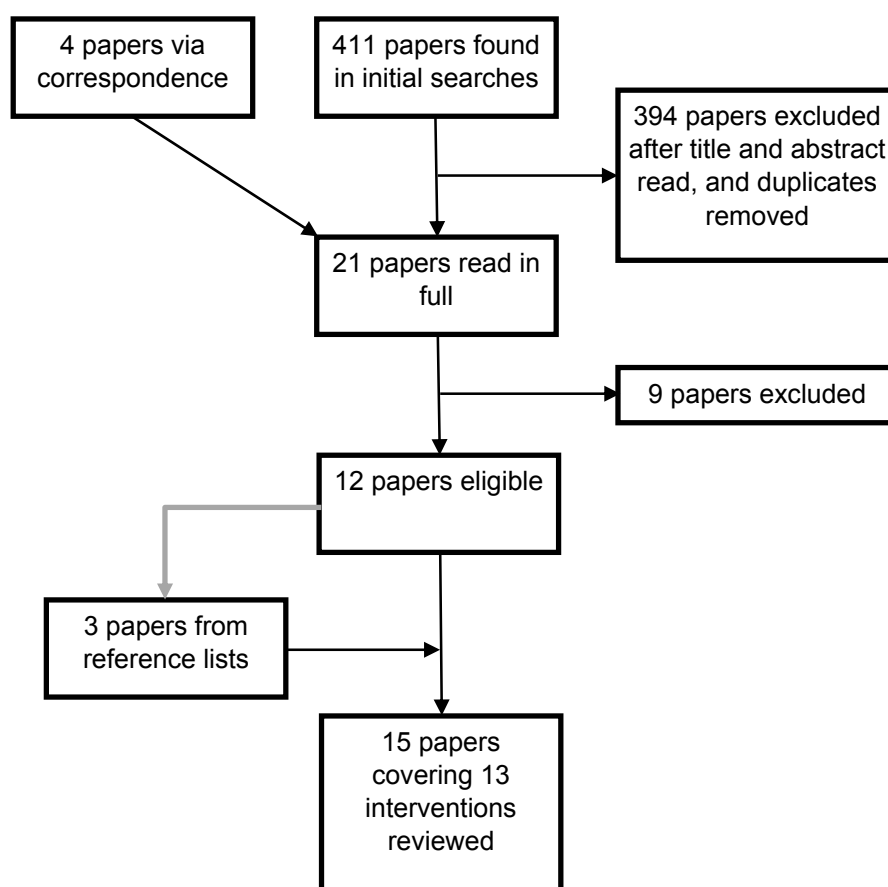 4 papers via
correspondence
411 papers found
in initial searches
394 papers excluded
after title and abstract
read, and duplicates
removed
21 papers read in
full
9 papers excluded
12 papers eligible
3 papers from
reference lists
15 papers
covering 13
interventions
reviewed